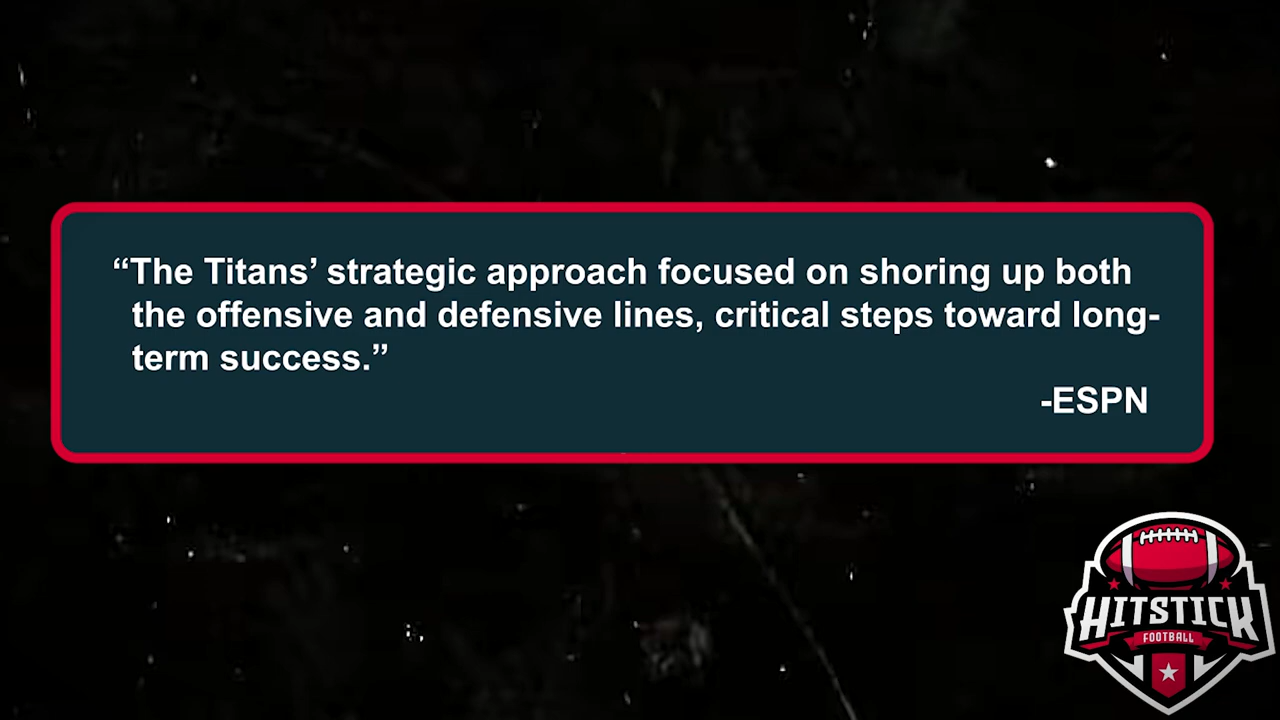 “The Titans’ strategic approach focused on shoring up both
the offensive and defensive lines, critical steps toward long-
term success.”
-ESPN
HITSTICK
FOOTBALL